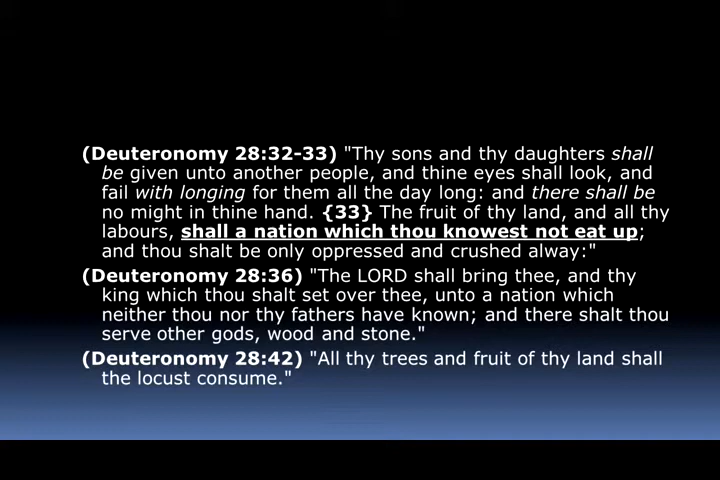 (Deuteronomy 28:32-33) "Thy sons and thy daughters shall
be given unto another people, and thine eyes shall look, and
fail with longing for them all the day long: and there shall be
no might in thine hand. {33} The fruit of thy land, and all thy
labours, shall a nation which thou knowest not eat up;
and thou shalt be only oppressed and crushed alway:"
(Deuteronomy 28:36) "The LORD shall bring thee, and thy
king which thou shalt set over thee, unto a nation which
neither thou nor thy fathers have known; and there shalt thou
serve other gods, wood and stone."
(Deuteronomy 28:42) "All thy trees and fruit of thy land shall
the locust consume."